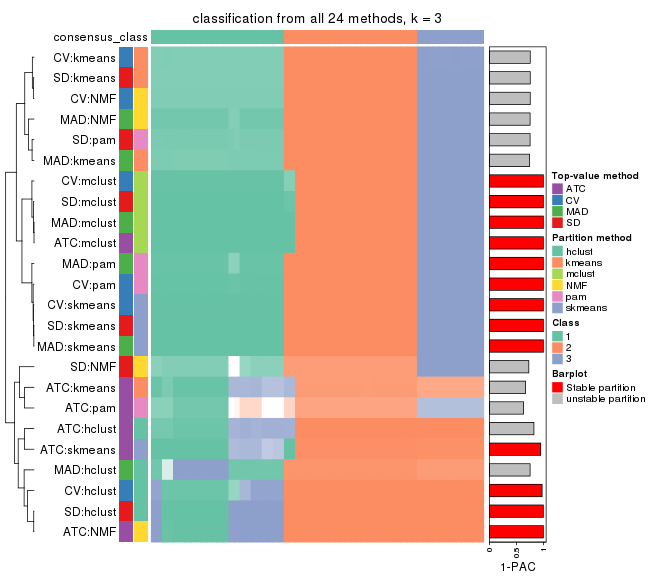 classification from all 24 methods, k = 3
consensus_class
CV:kmeans
SD:kmeans
CV:NMF
MAD:NMF
SD:pam
MAD:kmeans
CV:mclust
SD:mclust
MAD:mclust
ATC:mclust
MAD:pam
CV:pam
CV:skmeans
SD:skmeans
MAD:skmeans
SD:NMF
ATC:kmeans
ATC:pam
ATC:hclust
ATC:skmeans
MAD:hclust
CV:hclust
SD:hclust
ATC:NMF
0
0.5
1
1-PAC
Top-value method
ATC
CV
MAD
SD
Partition method
hclust
kmeans
mclust
NMF
pam
skmeans
Class
1
2
3
Barplot
Stable partition
unstable partition